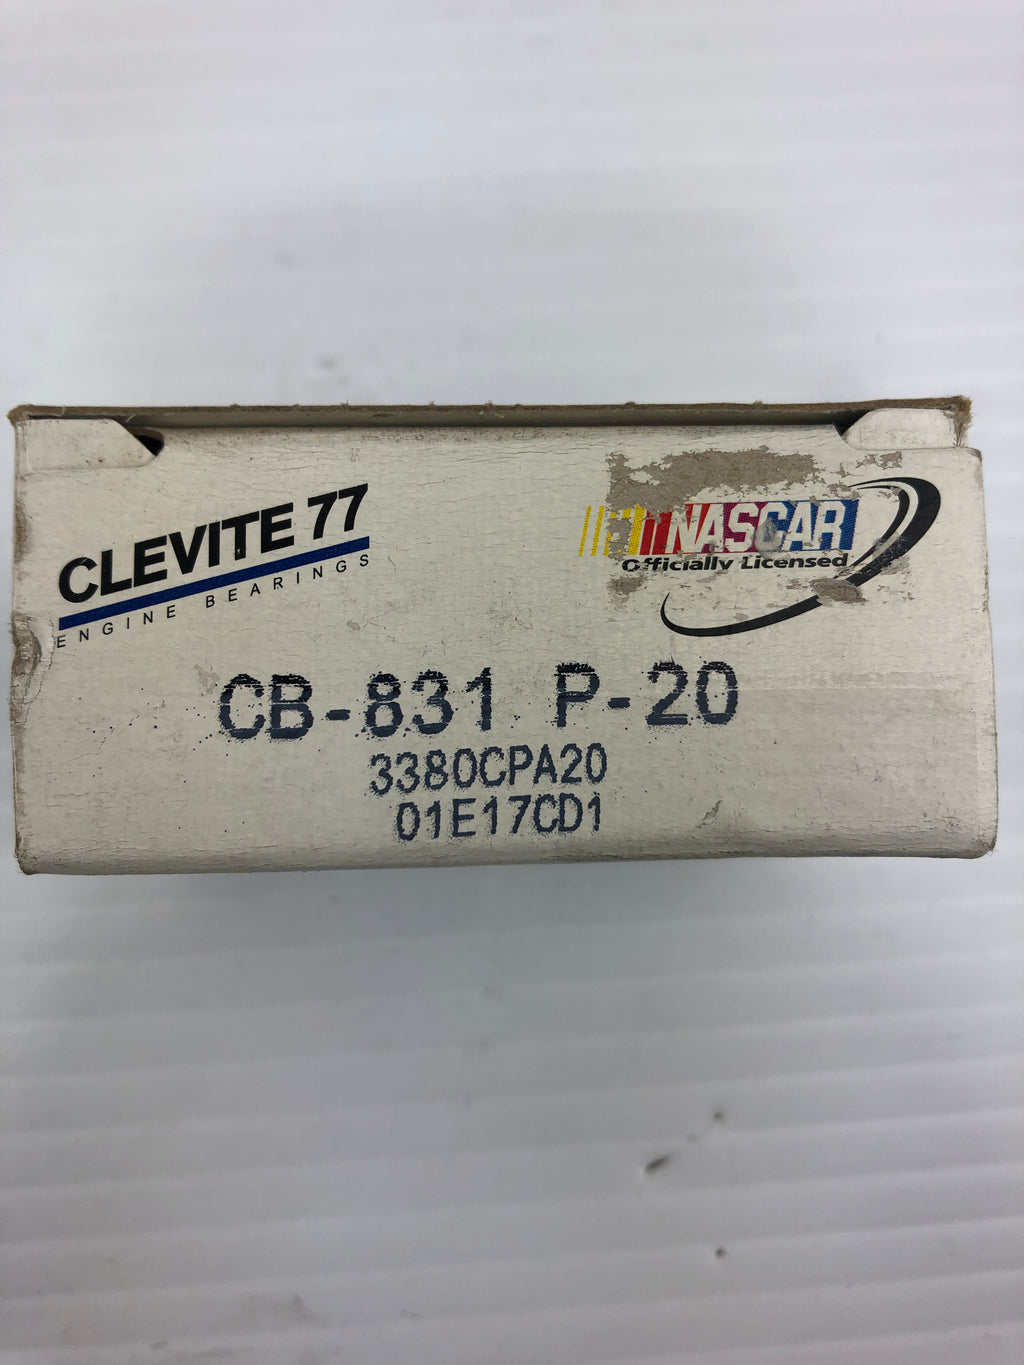 CLEVITE 77
ENGINE BEARINGS
NASCAR
Officially Licensed
CB-831 P-20
3380CPA20
01E17CD1